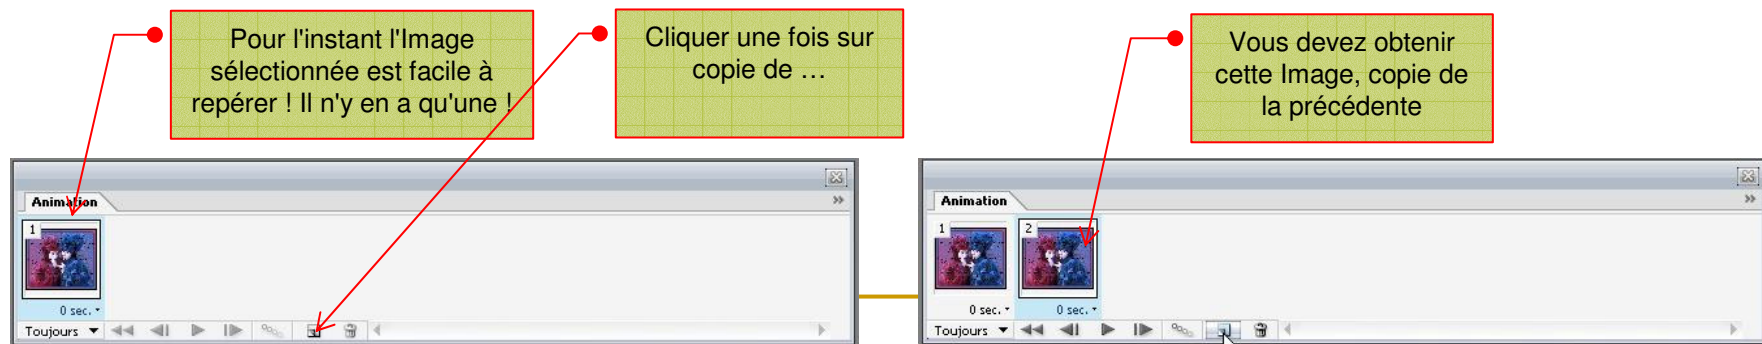 Pour l'instant l'Image
sélectionnée est facile à
repérer ! Il n'y en a qu'une !
Cliquer une fois sur
copie de …
Vous devez obtenir
cette Image, copie de
la précédente
Animation
1
0 sec.
Toujours
Animation
1
2
0 sec.
0 sec.
Toujours